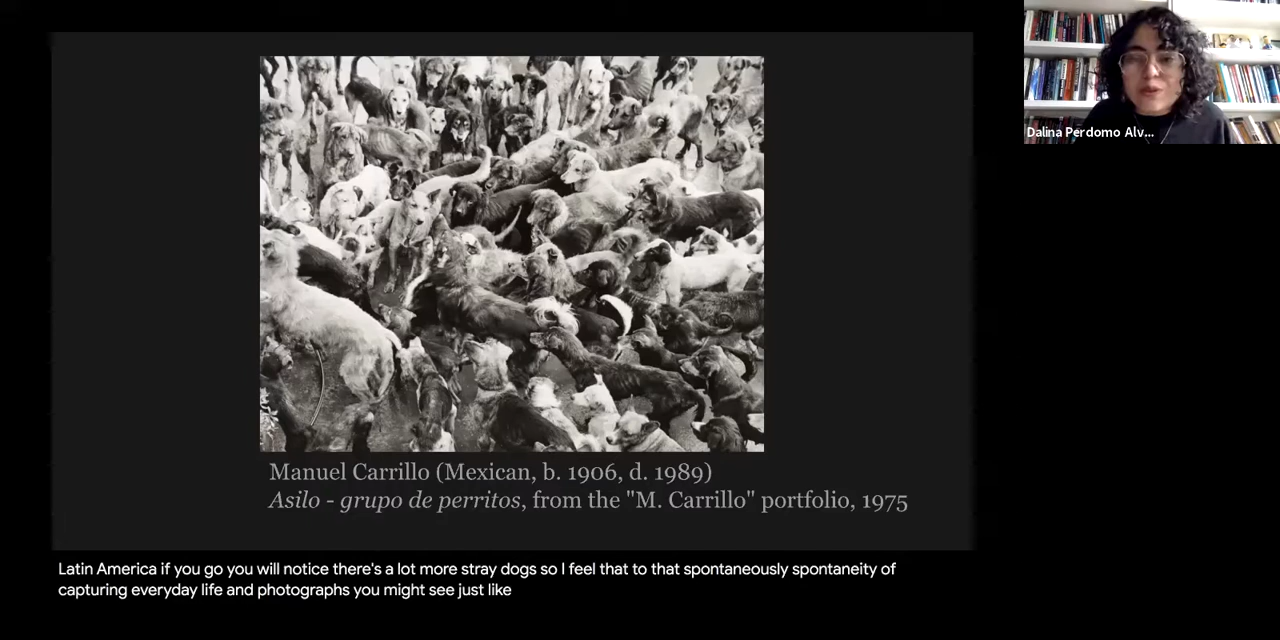 Dalina Perdomo Alv...
Manuel Carrillo (Mexican, b. 1906, d. 1989)
Asilo - grupo de perritos, from the "M. Carrillo" portfolio, 1975
Latin America if you go you will notice there's a lot more stray dogs so I feel that to that spontaneously spontaneity of
capturing everyday life and photographs you might see just like